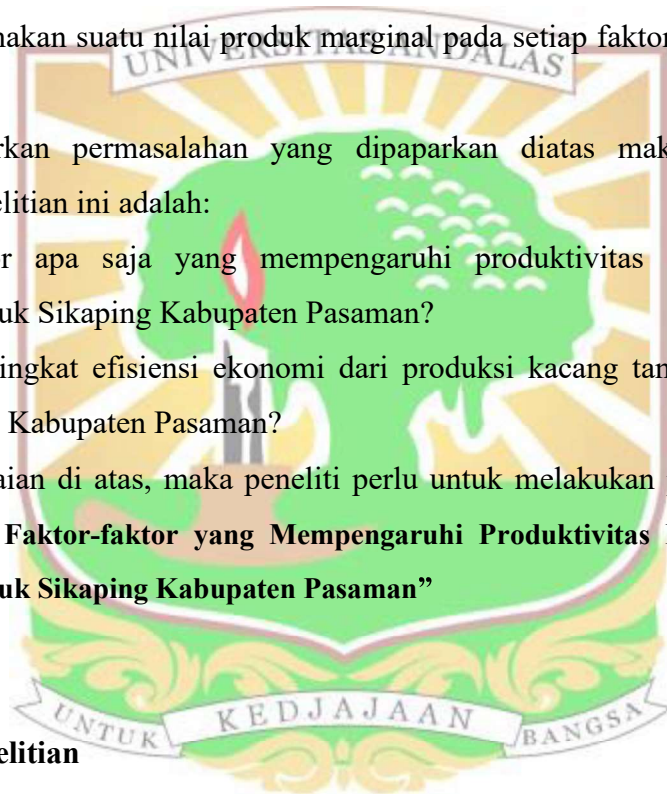 nakan suatu nilai produk marginal pada setiap faktor
UNIVERSITAS ANDALAS
rkan permasalahan yang dipaparkan diatas mak
elitian ini adalah:
r apa saja yang mempengaruhi produktivitas
uk Sikaping Kabupaten Pasaman?
ingkat efisiensi ekonomi dari produksi kacang tan
Kabupaten Pasaman?
aian di atas, maka peneliti perlu untuk melakukan
Faktor-faktor yang Mempengaruhi Produktivitas
uk Sikaping Kabupaten Pasaman”
UNTUK KEDJAJAAN BANGSA
elitian